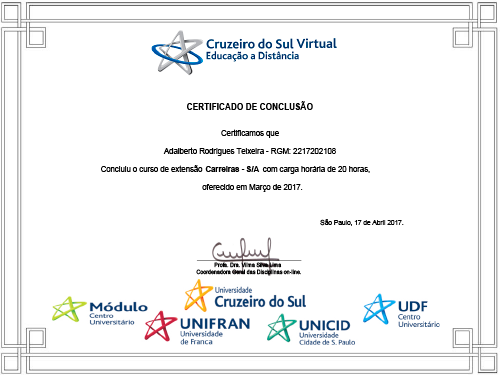 Cruzeiro do Sul Virtual
Educação a Distância
CERTIFICADO DE CONCLUSÃO
Certificamos que
Adalberto Rodrigues Teixeira - RGM: 2217202108
Concluiu o curso de extensão Carreiras - S/A com carga horária de 20 horas,
oferecido em Março de 2017.
São Paulo, 17 de Abril 2017.
Profa. Dra. Vilma Silva Lima
Coordenadora Geral das Disciplinas on-line.
Universidade
Cruzeiro do Sul
Módulo
Centro
Universitário
UNIFRAN
Universidade
de Franca
UNICID
Universidade
Cidade de S. Paulo
UDF
Centro
Universitário